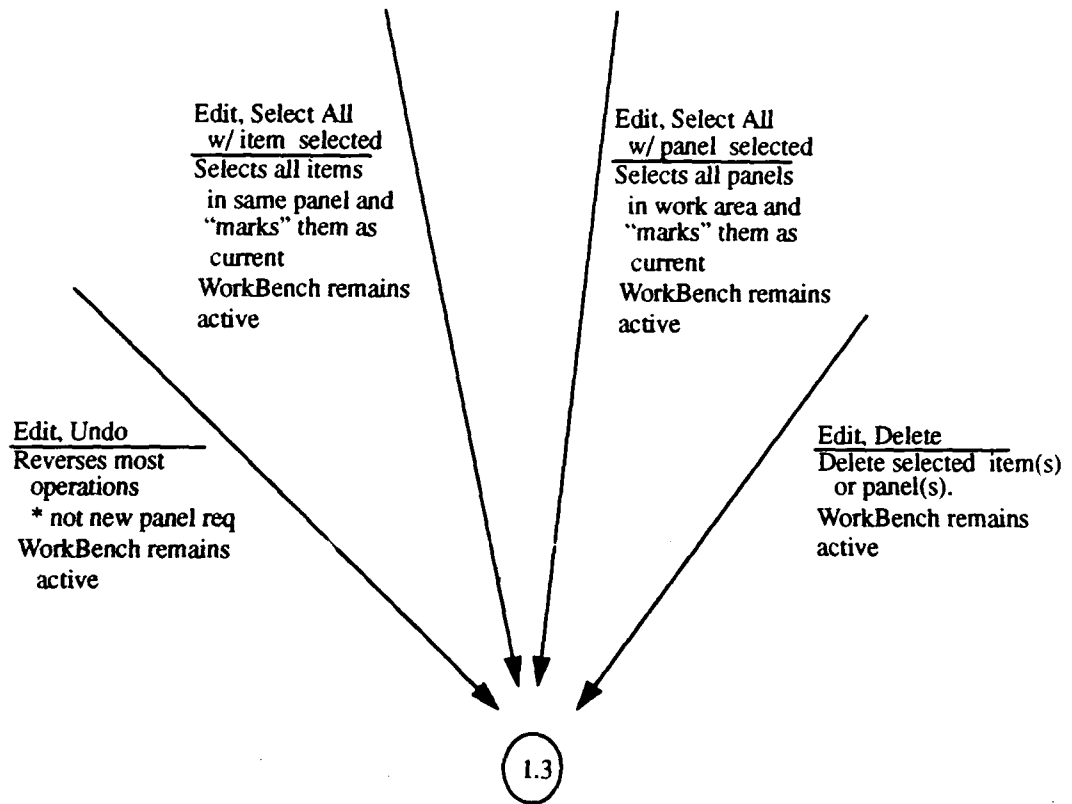 Edit, Select All
w/ item selected
Selects all items
in same panel and
“marks” them as
current
WorkBench remains
active
Edit, Select All
w/ panel selected
Selects all panels
in work area and
“marks” them as
current
WorkBench remains
active
Edit, Undo
Reverses most
operations
* not new panel req
WorkBench remains
active
Edit, Delete
Delete selected item(s)
or panel(s).
WorkBench remains
active
1.3